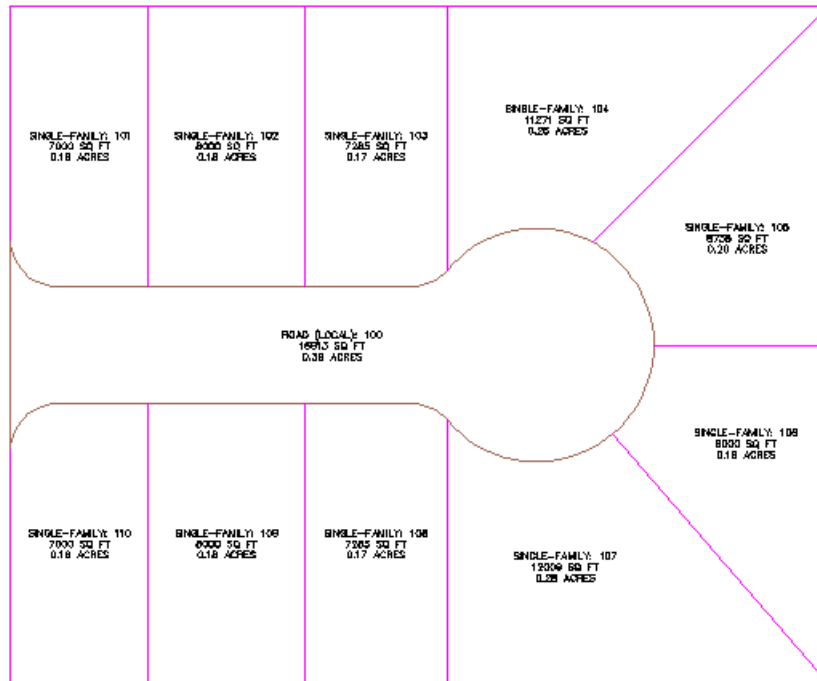 SINGLE-FAMILY: 101
7000 SQ FT
0.16 ACRES
SINGLE-FAMILY: 102
8000 SQ FT
0.18 ACRES
SINGLE-FAMILY: 103
7285 SQ FT
0.17 ACRES
SINGLE-FAMILY: 104
11271 SQ FT
0.26 ACRES
SINGLE-FAMILY: 105
8738 SQ FT
0.20 ACRES
ROAD (LOCAL): 100
SQ FT
0.38 ACRES
SINGLE-FAMILY: 106
8000 SQ FT
0.18 ACRES
SINGLE-FAMILY: 110
7000 SQ FT
0.16 ACRES
SINGLE-FAMILY: 109
8000 SQ FT
0.18 ACRES
SINGLE-FAMILY: 108
7285 SQ FT
0.17 ACRES
SINGLE-FAMILY: 107
12009 SQ FT
0.28 ACRES